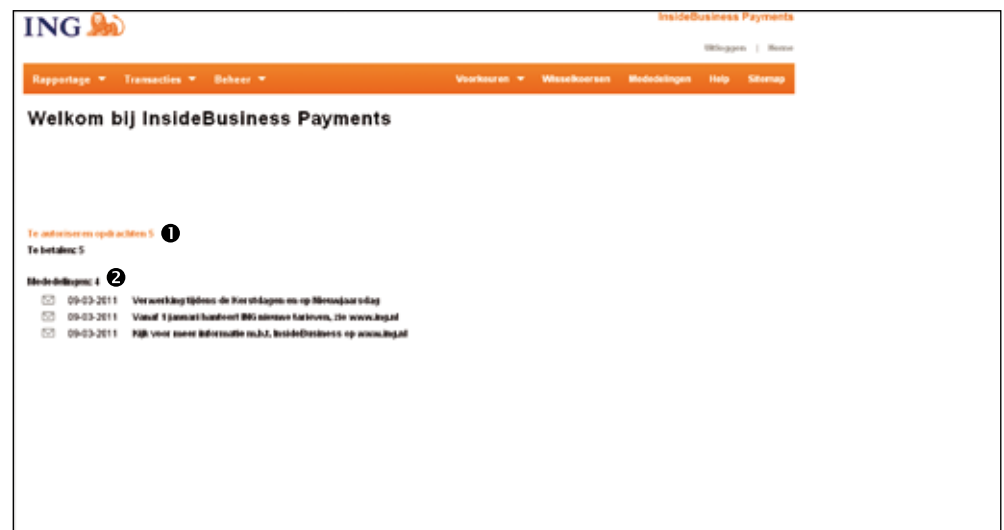 ING
InsideBusiness Payments
Uitloggen | Home
Rapportage Transacties Beheer Voorkeuren Wisselkoersen Mededelingen Help Sitemap
Welkom bij InsideBusiness Payments
Te autoriseren opdrachten 5 1
Te betalen: 5
Mededelingen: 4 2
09-03-2011 Verwerking tijdens de Kerstdagen en op Nieuwjaarsdag
09-03-2011 Vanaf 1 januari hanteert ING nieuwe tarieven, zie www.ing.nl
09-03-2011 Kijk voor meer informatie m.b.t. InsideBusiness op www.ing.nl